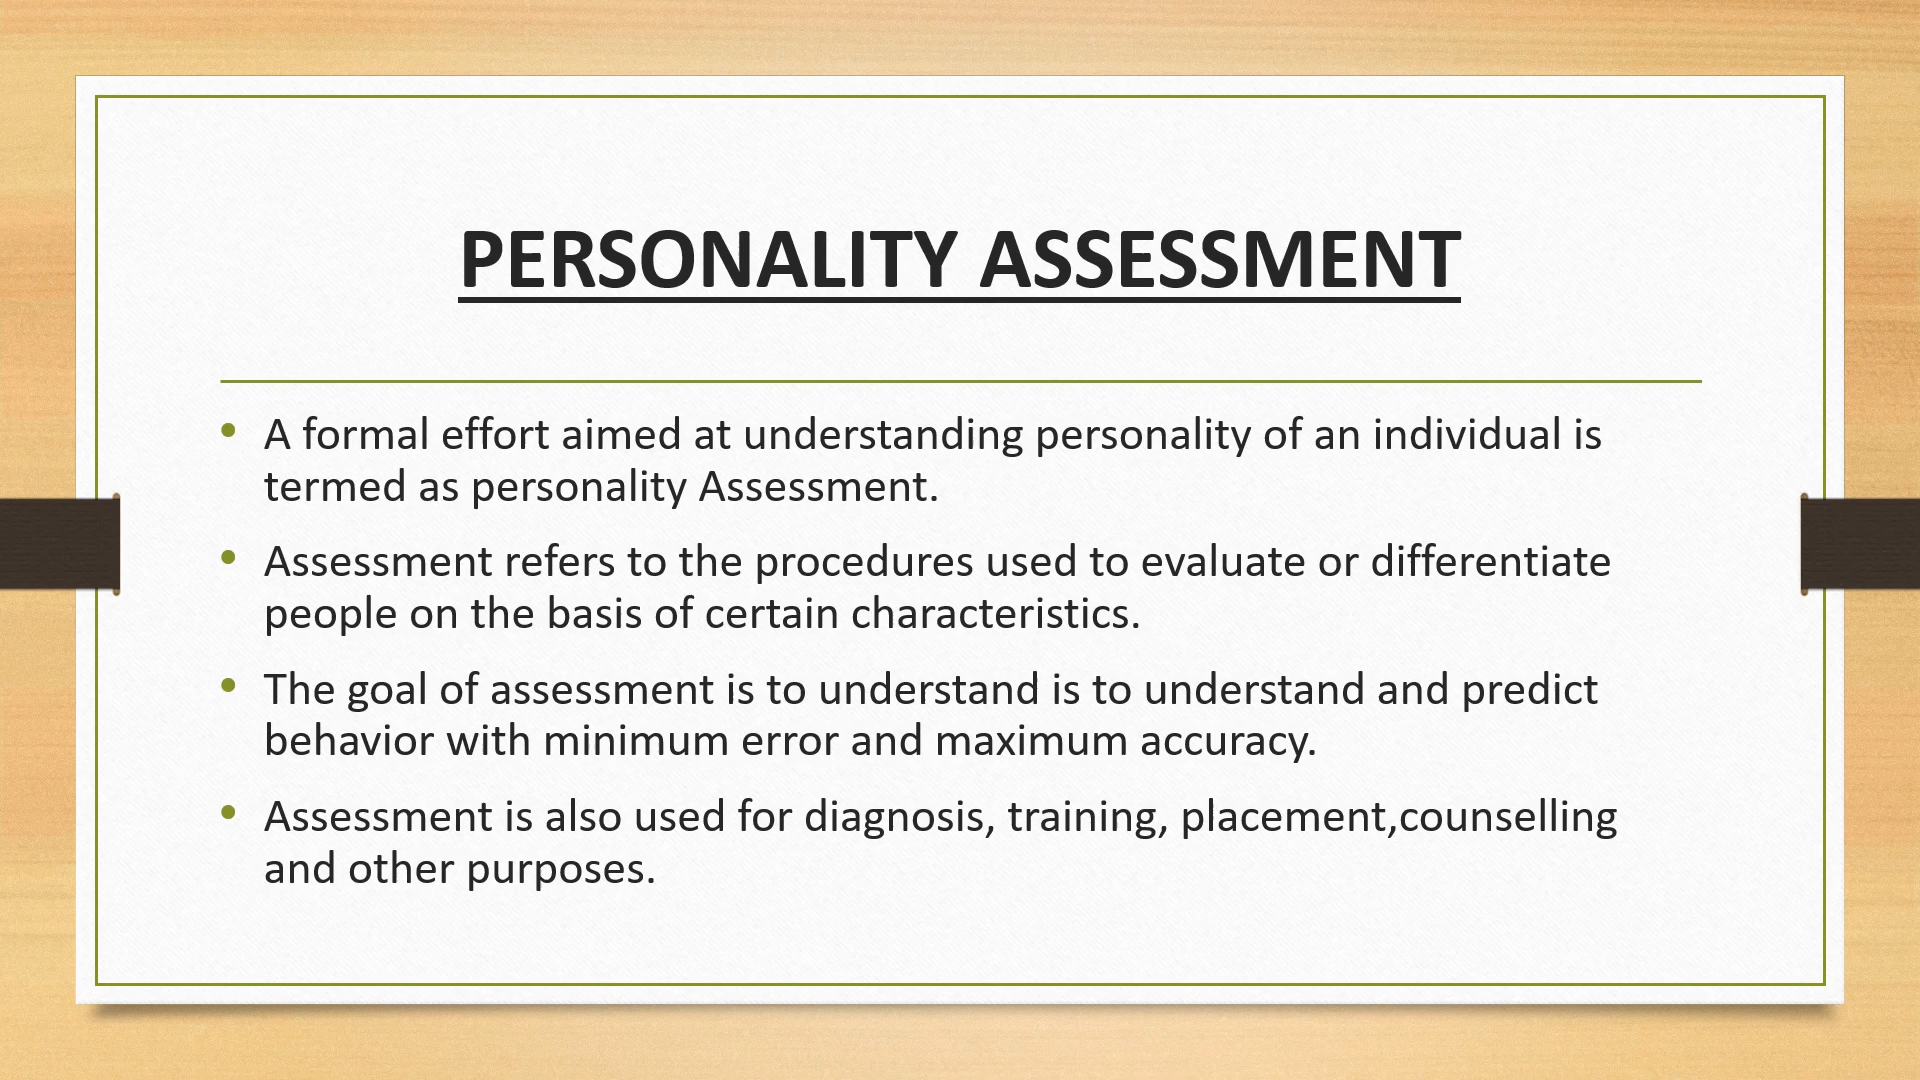 PERSONALITY ASSESSMENT
• A formal effort aimed at understanding personality of an individual is
termed as personality Assessment.
• Assessment refers to the procedures used to evaluate or differentiate
people on the basis of certain characteristics.
• The goal of assessment is to understand is to understand and predict
behavior with minimum error and maximum accuracy.
• Assessment is also used for diagnosis, training, placement,counselling
and other purposes.